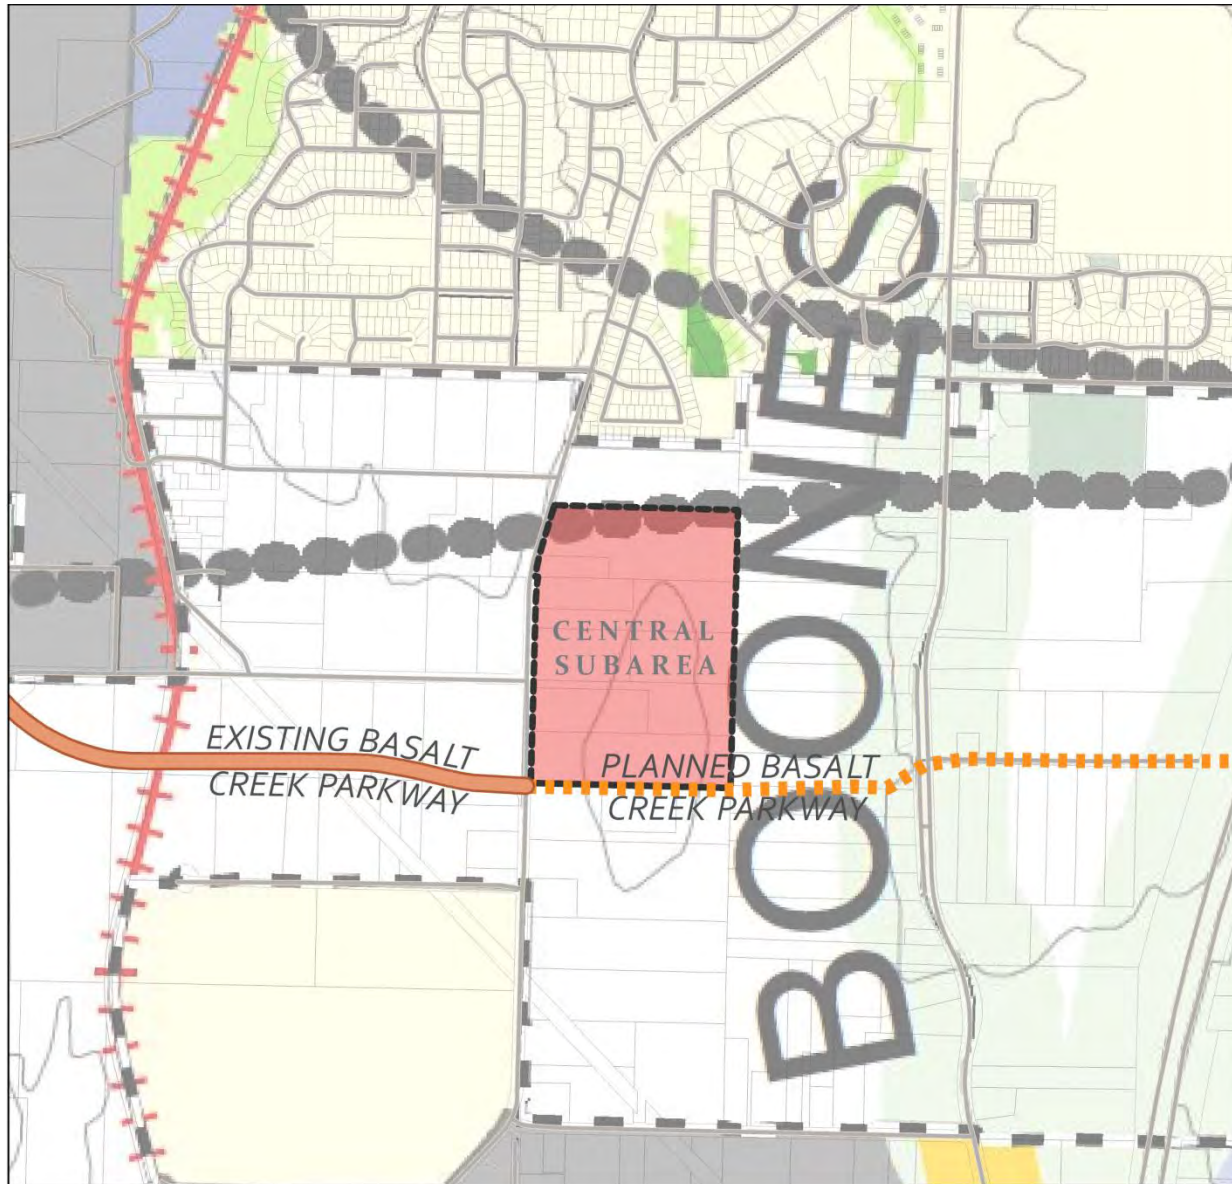 BOONES
CENTRAL
SUBAREA
EXISTING BASALT
CREEK PARKWAY
PLANNED BASALT
CREEK PARKWAY